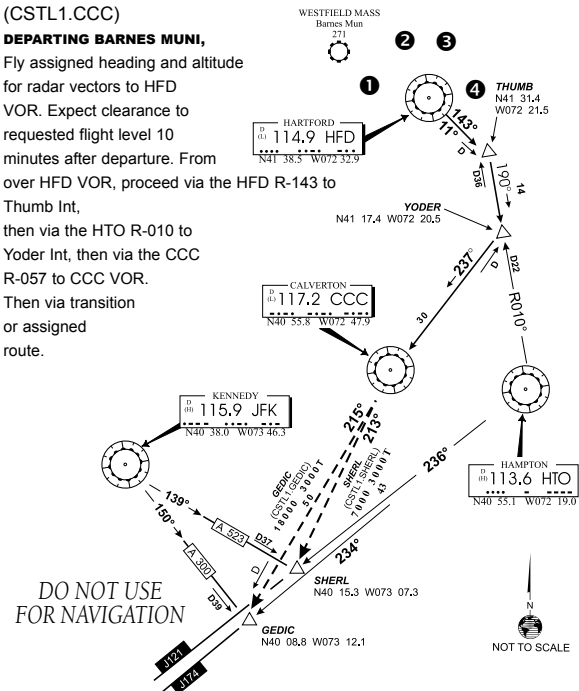 (CSTL1.CCC)
DEPARTING BARNES MUNI,
Fly assigned heading and altitude
for radar vectors to HFD
VOR. Expect clearance to
requested flight level 10
minutes after departure. From
over HFD VOR, proceed via the HFD R-143 to
Thumb Int,
then via the HTO R-010 to
Yoder Int, then via the CCC
R-057 to CCC VOR.
Then via transition
or assigned
route.
WESTFIELD MASS
Barnes Mun
271
❶
❷
❸
❹
THUMB
N41 31.4
W072 21.5
HARTFORD
D
(L) 114.9 HFD
N41 38.5 W072 32.9
143°
11°
D
D36
190°
14
YODER
N41 17.4 W072 20.5
D22
R010°
237°
D
30
CALVERTON
D
(L) 117.2 CCC
N40 55.8 W072 47.9
KENNEDY
D
(H) 115.9 JFK
N40 38.0 W073 46.3
HAMPTON
D
(H) 113.6 HTO
N40 55.1 W072 19.0
215°
213°
GEDIC
(CSTL1.GEDIC)
18000 3000T
50
D
SHERL
(CSTL1.SHERL)
7000 3000T
43
236°
234°
139°
A 523
D37
150°
A 300
D39
SHERL
N40 15.3 W073 07.3
GEDIC
N40 08.8 W073 12.1
J121
J174
DO NOT USE
FOR NAVIGATION
N
NOT TO SCALE